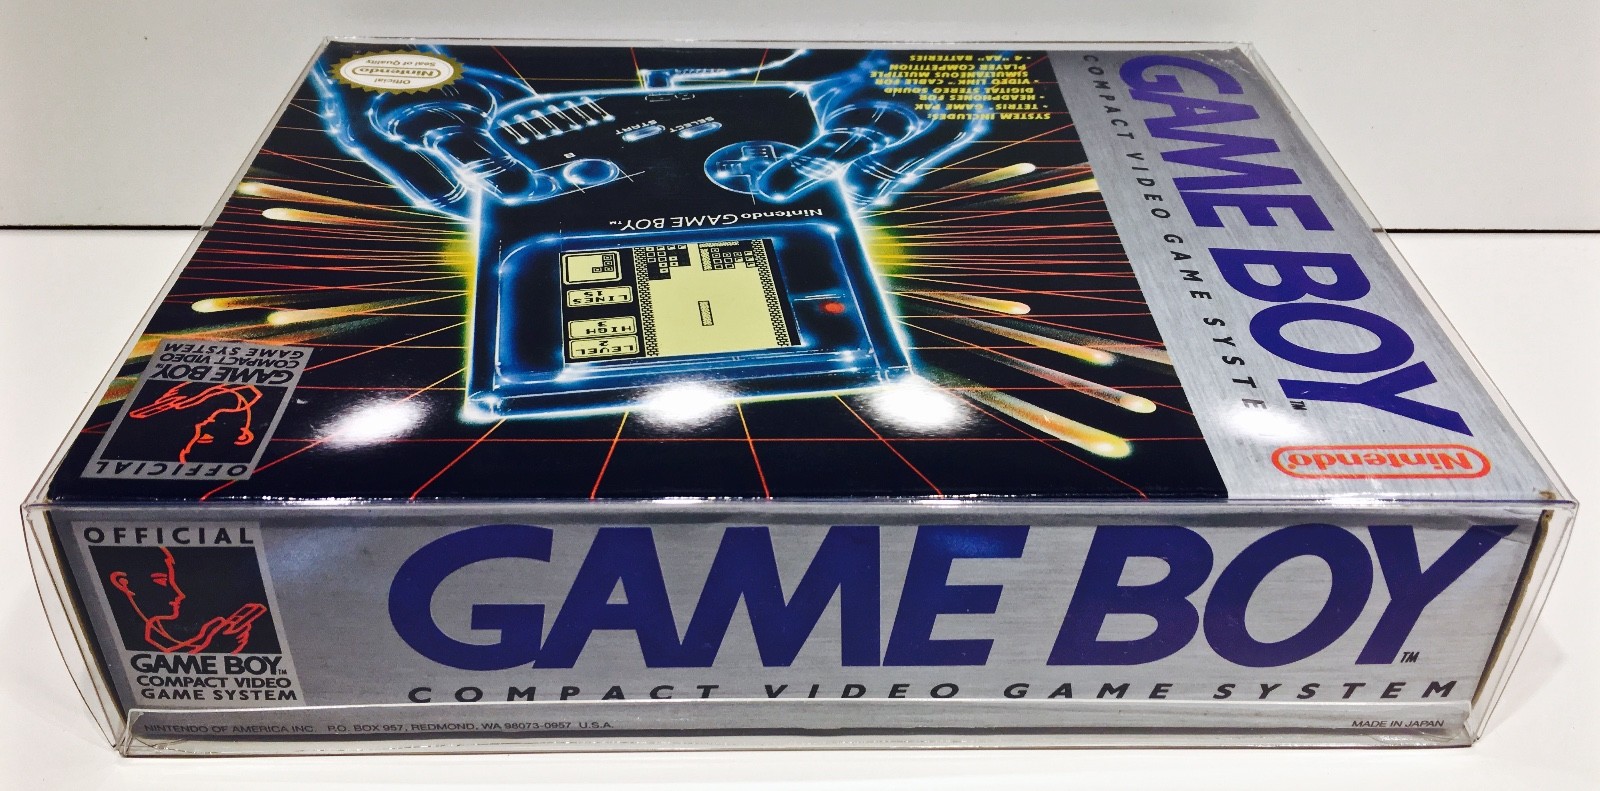 Official
Nintendo
Seal of Quality
SYSTEM INCLUDES:
• TETRIS® GAME PAK
• HEADPHONES FOR
DIGITAL STEREO SOUND
• VIDEO LINK™ CABLE FOR
SIMULTANEOUS MULTIPLE
PLAYER COMPETITION
• 4 "AA" BATTERIES
GAME BOY™
COMPACT VIDEO GAME SYSTE
Nintendo®
SELECT
START
B
Nintendo GAME BOY™
LEVEL
2
HIGH
9
LINES
15
OFFICIAL
GAME BOY™
COMPACT VIDEO
GAME SYSTEM
OFFICIAL
GAME BOY™
COMPACT VIDEO
GAME SYSTEM
GAME BOY™
COMPACT VIDEO GAME SYSTEM
NINTENDO OF AMERICA INC. P.O. BOX 957, REDMOND, WA 98073-0957 U.S.A.
MADE IN JAPAN